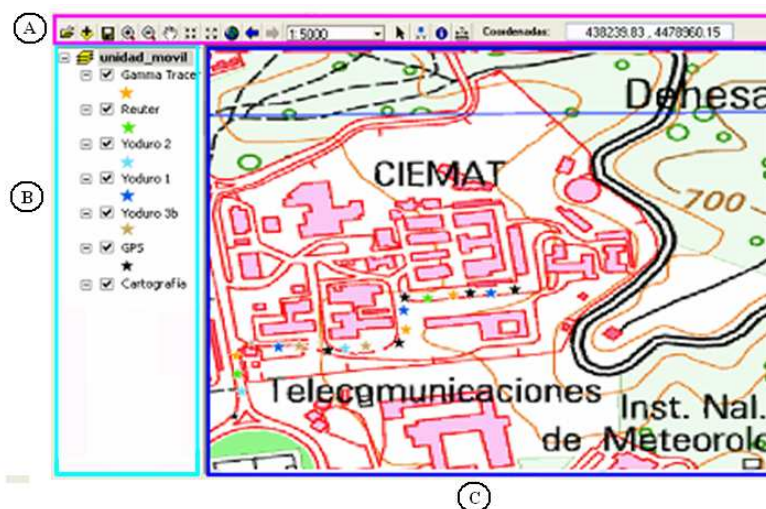 A
1:5000
Coordenadas:
438239.83 , 4478960.15
B
unidad_movil
Gamma Tracer
Reuter
Yoduro 2
Yoduro 1
Yoduro 3b
GPS
Cartografía
Dehesa
CIEMAT
700
Telecomunicaciones
Inst. Nal.
de Meteorolo
C